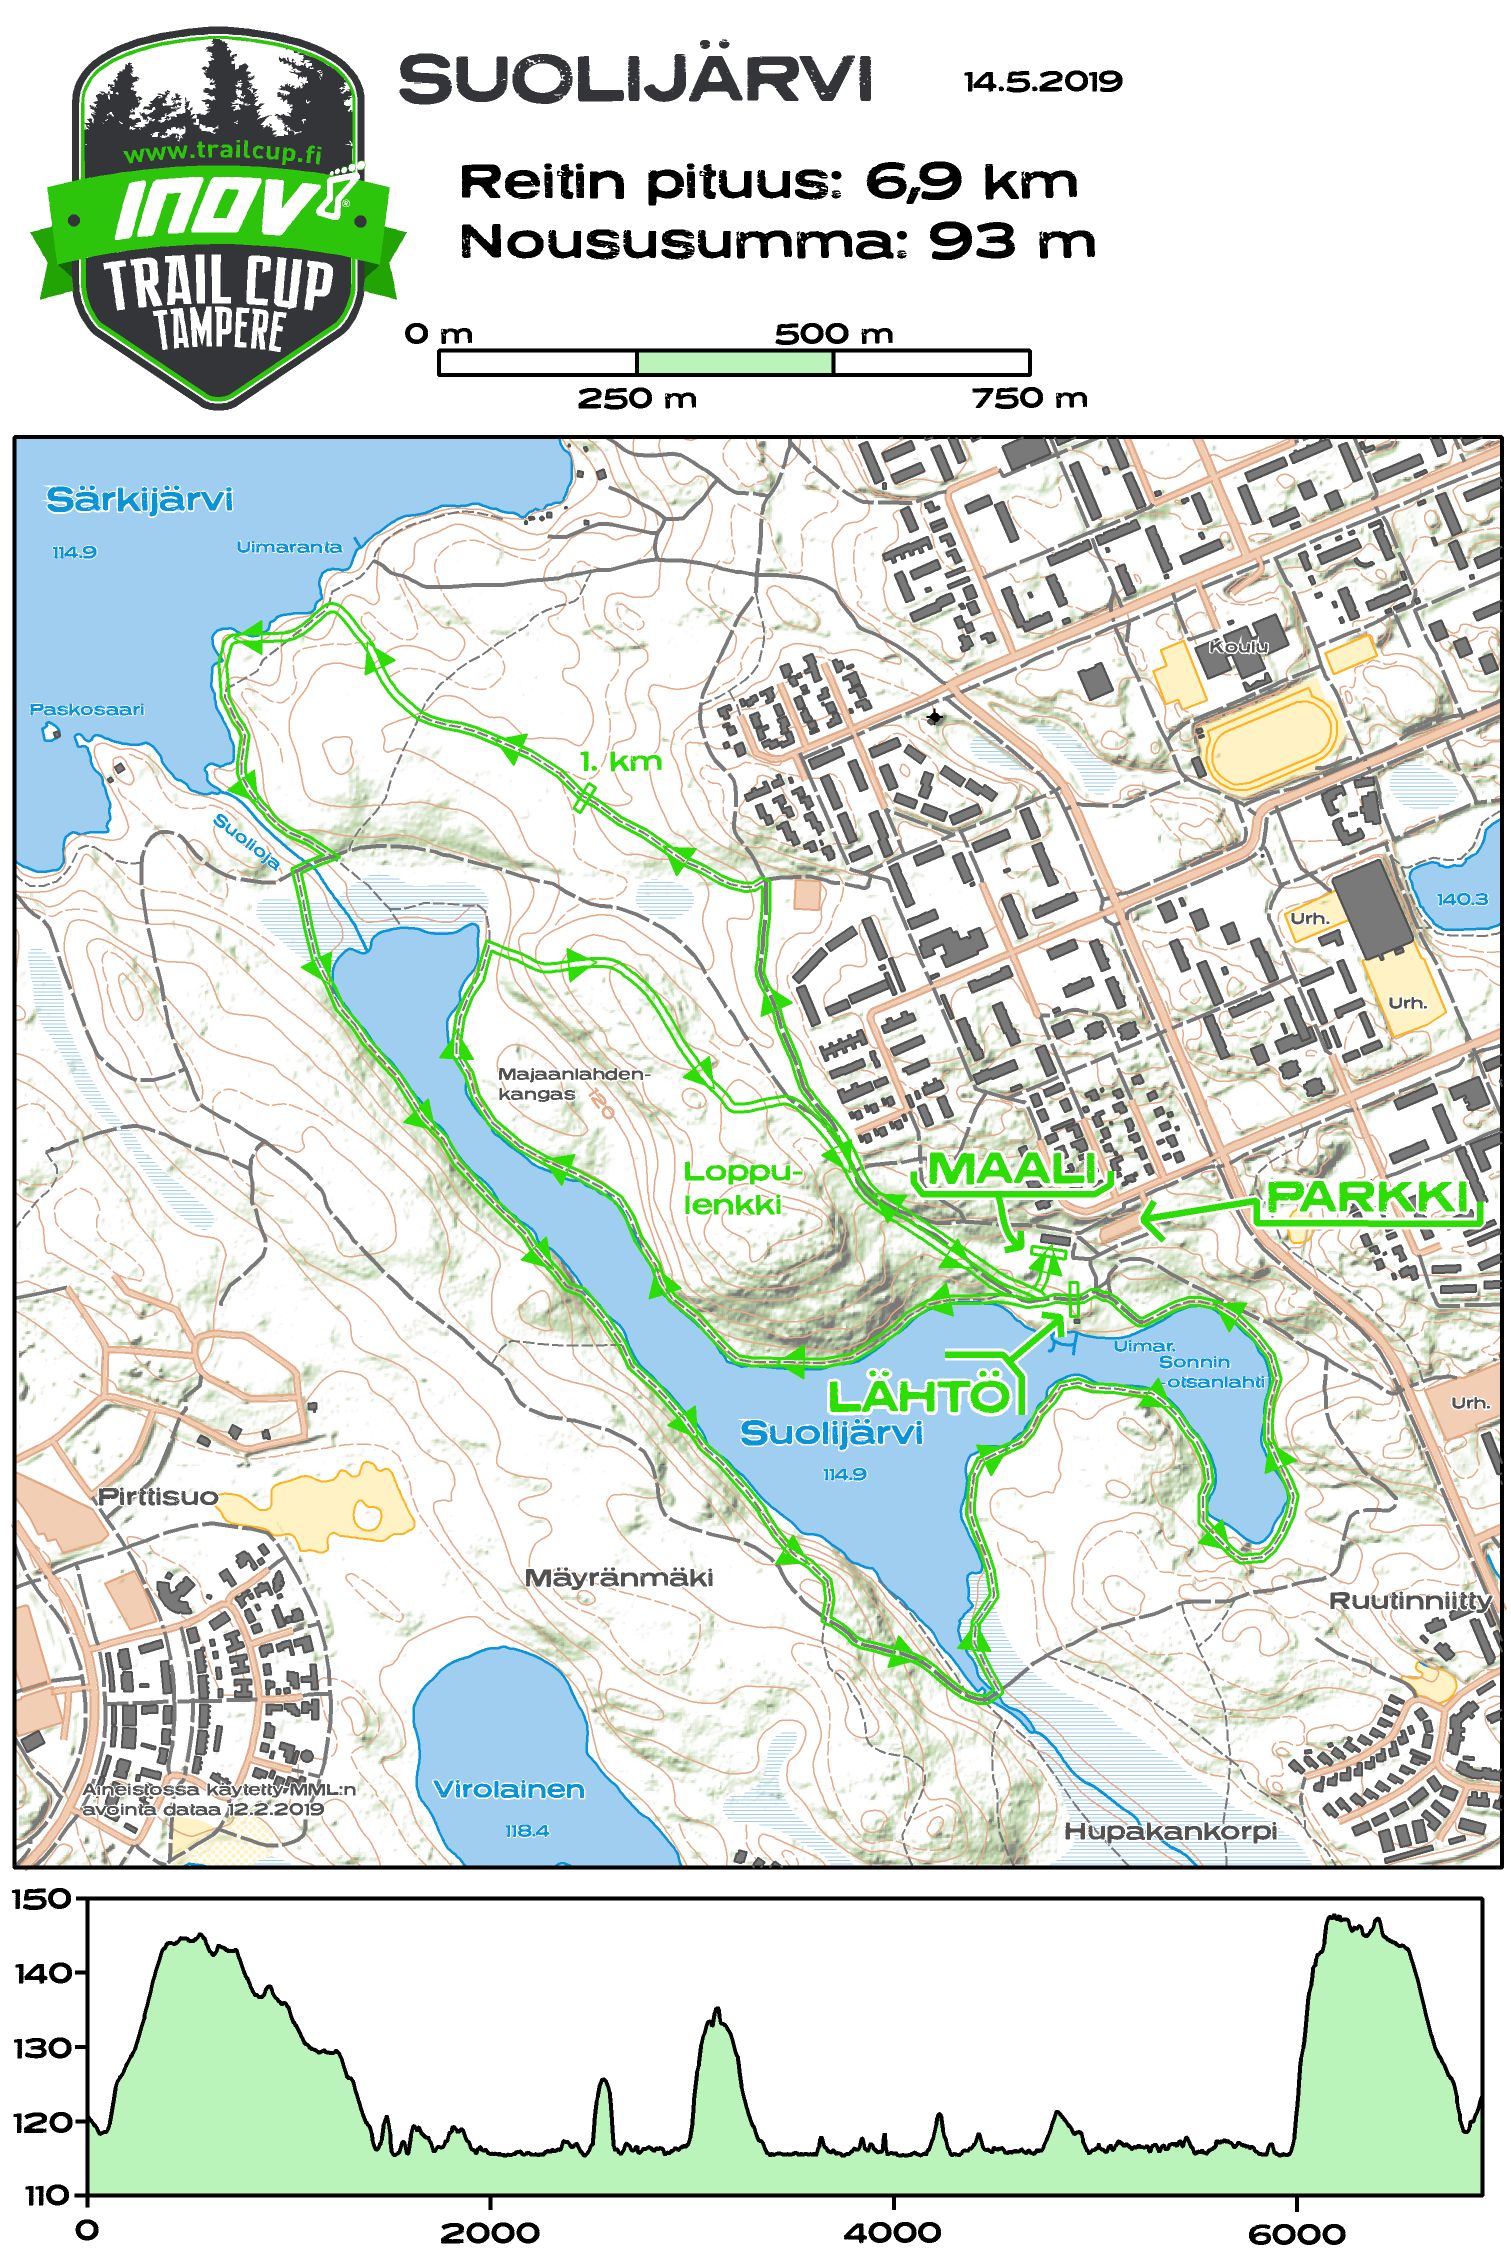 SUOLIJÄRVI
14.5.2019
www.trailcup.fi
INOV8
®
TRAIL CUP
TAMPERE
Reitin pituus: 6,9 km
Noususumma: 93 m
0 m
500 m
250 m
750 m
Särkijärvi
114.9
Uimaranta
Koulu
Paskosaari
1. km
Suolioja
140.3
Urh.
Urh.
Majaanlahden-
kangas
120
Loppu-
lenkki
MAALI
PARKKI
Uimar.
Sonnin
-otsanlahti
LÄHTÖ
Urh.
Suolijärvi
114.9
Pirttisuo
Mäyränmäki
Ruutinniitty
Virolainen
118.4
Aineistossa käytetty MML:n
avointa dataa 12.2.2019
Hupakankorpi
150
140
130
120
110
0
2000
4000
6000